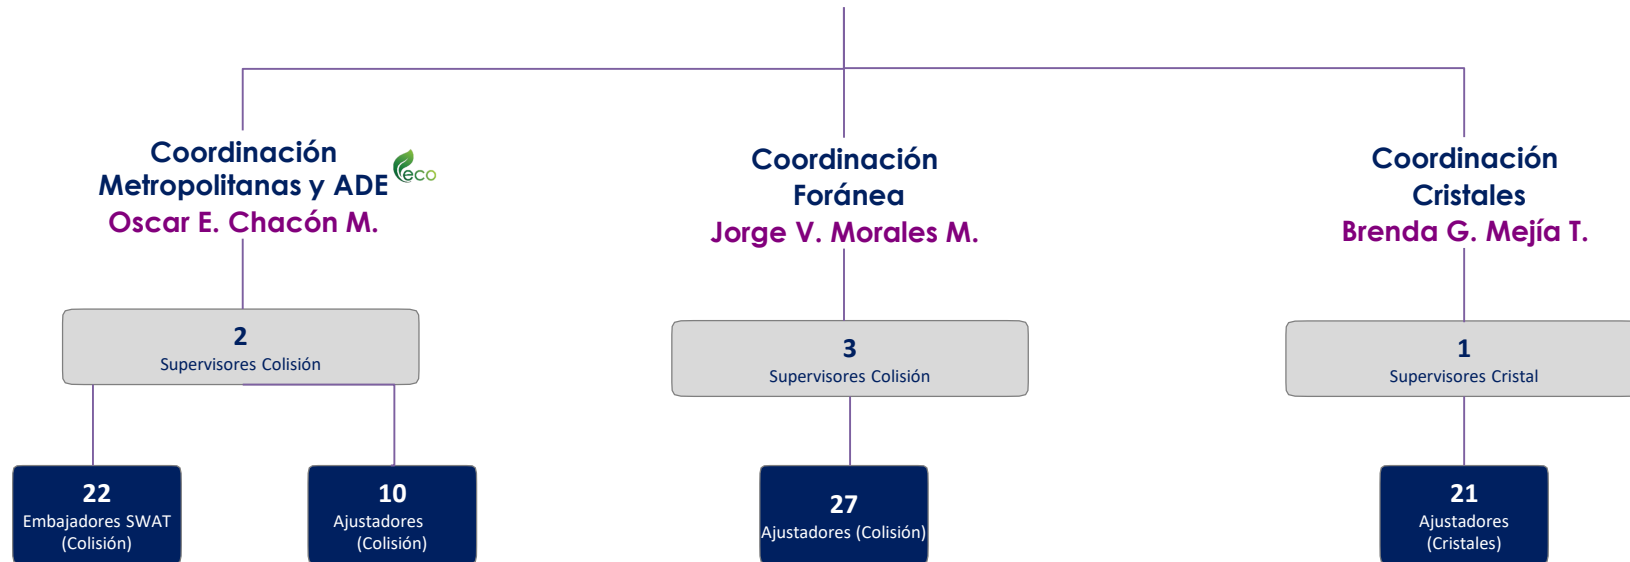 Coordinación
Metropolitanas y ADE
eco
Oscar E. Chacón M.
2
Supervisores Colisión
22
Embajadores SWAT
(Colisión)
10
Ajustadores
(Colisión)
Coordinación
Foránea
Jorge V. Morales M.
3
Supervisores Colisión
27
Ajustadores (Colisión)
Coordinación
Cristales
Brenda G. Mejía T.
1
Supervisores Cristal
21
Ajustadores
(Cristales)